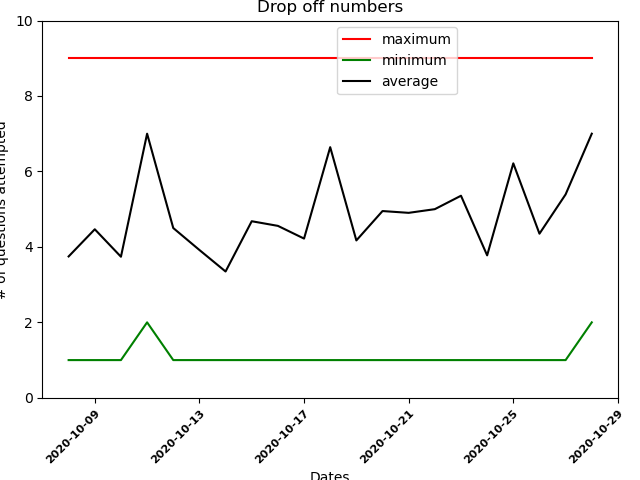 Drop off numbers
10
8
6
4
2
0
# of questions attempted
maximum
minimum
average
2020-10-09
2020-10-13
2020-10-17
2020-10-21
2020-10-25
2020-10-29
Dates